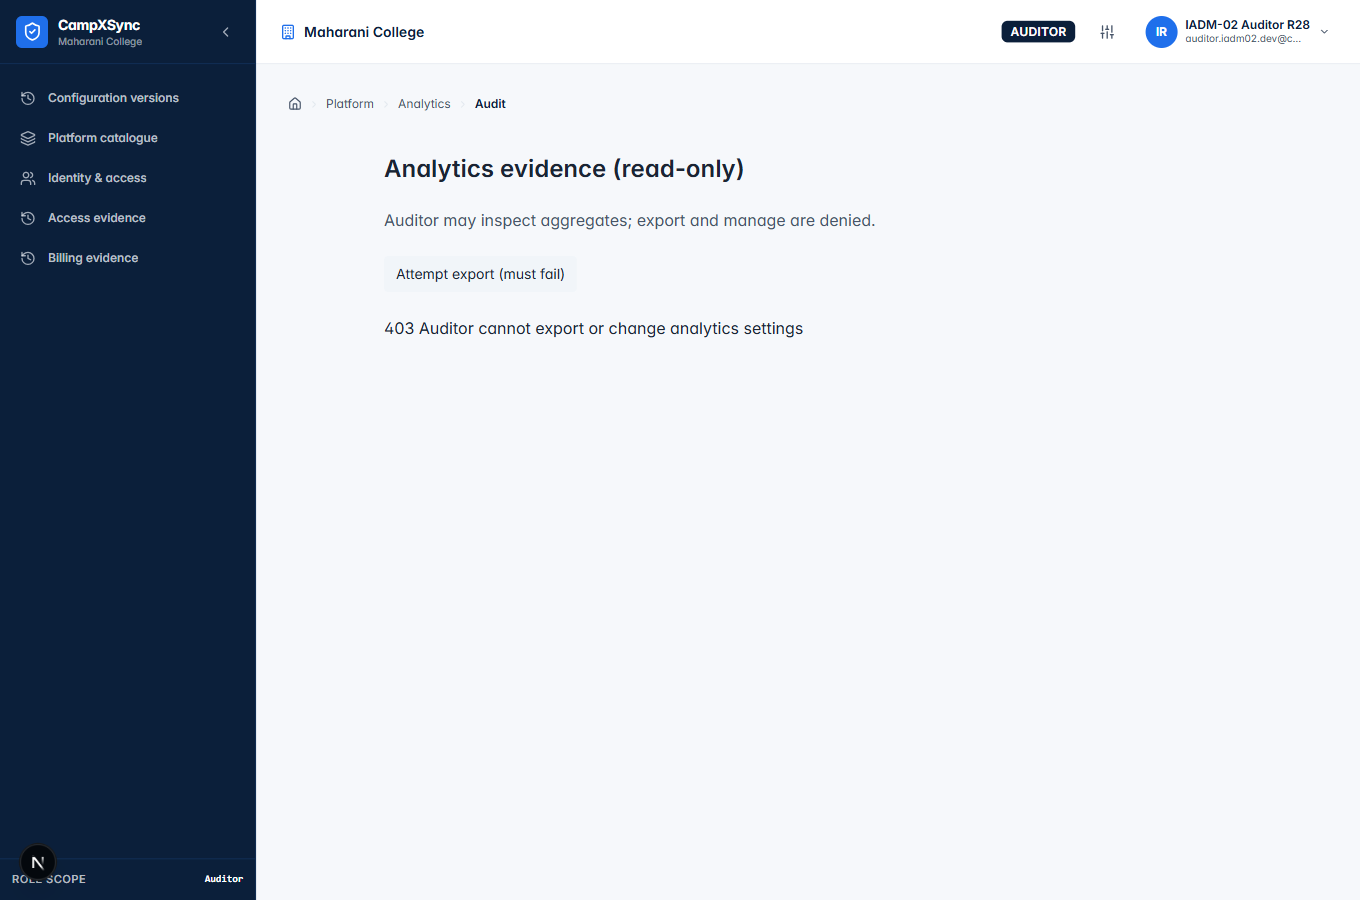 CampXSync
Maharani College
Configuration versions
Platform catalogue
Identity & access
Access evidence
Billing evidence
ROLE SCOPE
Auditor
Maharani College
AUDITOR
IR
IADM-02 Auditor R28
auditor.iadm02.dev@c...
Platform
Analytics
Audit
Analytics evidence (read-only)
Auditor may inspect aggregates; export and manage are denied.
Attempt export (must fail)
403 Auditor cannot export or change analytics settings
N